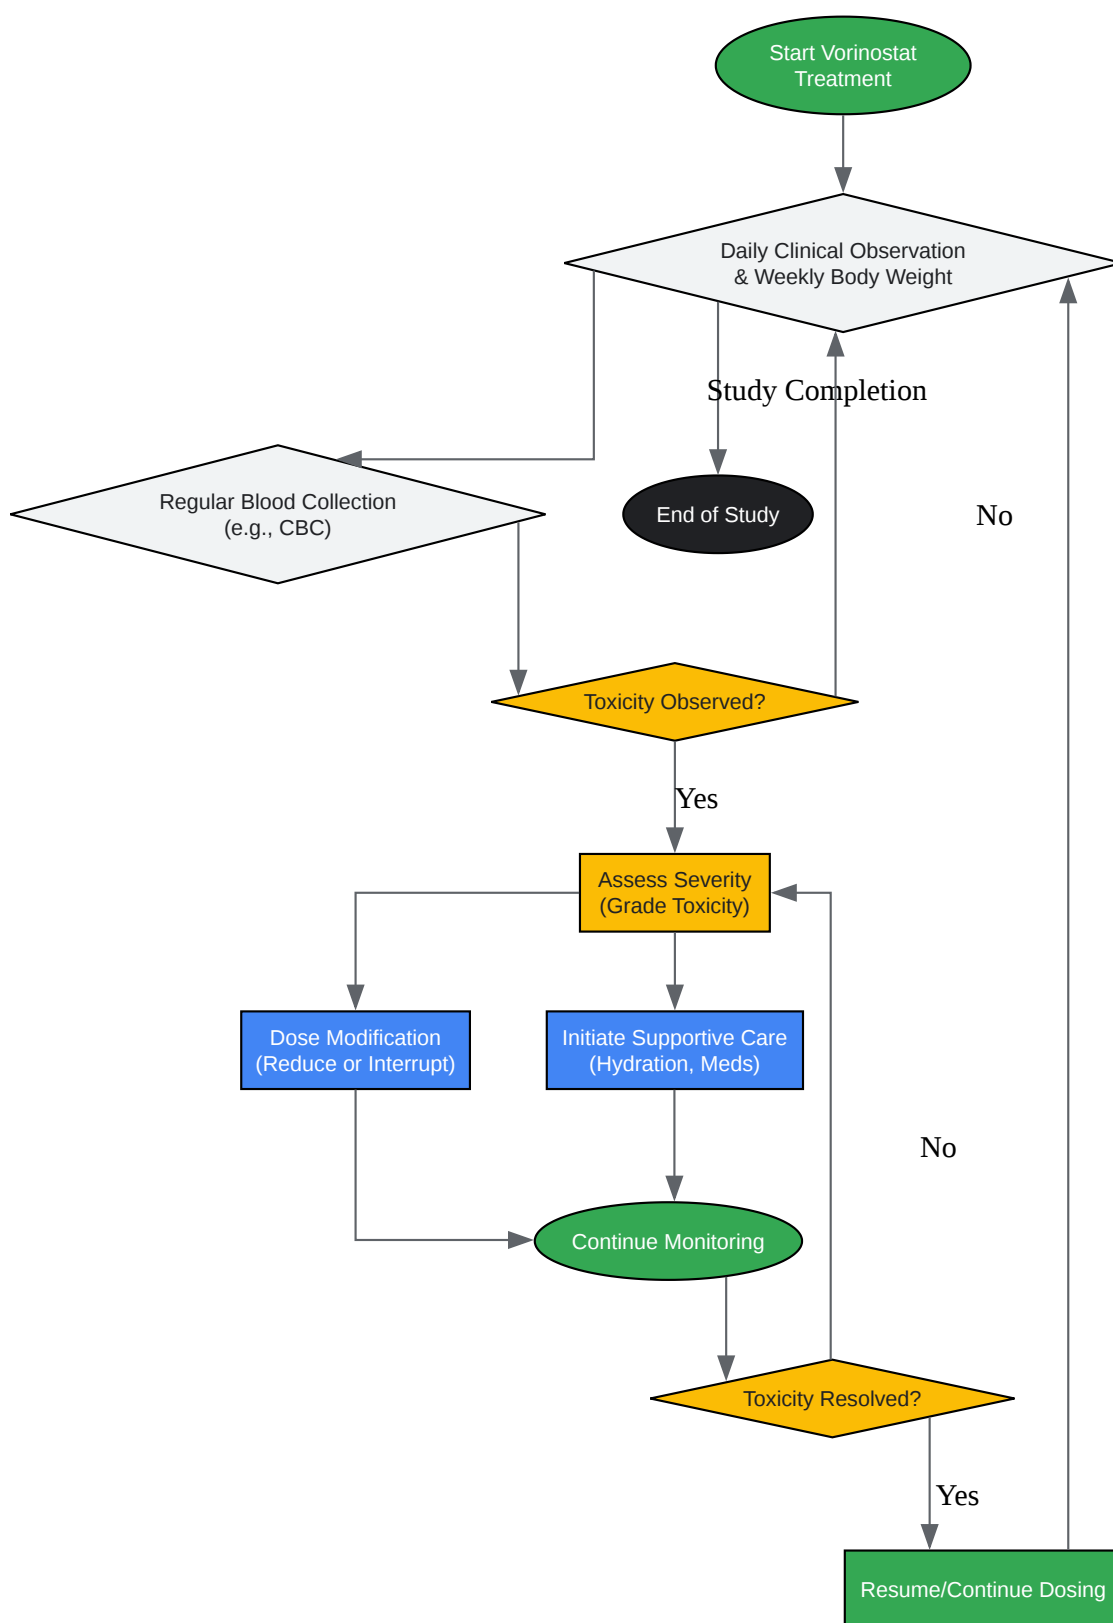 Start Vorinostat
Treatment
Daily Clinical Observation
& Weekly Body Weight
Study Completion
Regular Blood Collection
(e.g., CBC)
End of Study
No
Toxicity Observed?
Yes
Assess Severity
(Grade Toxicity)
Dose Modification
(Reduce or Interrupt)
Initiate Supportive Care
(Hydration, Meds)
No
Continue Monitoring
Toxicity Resolved?
Yes
Resume/Continue Dosing